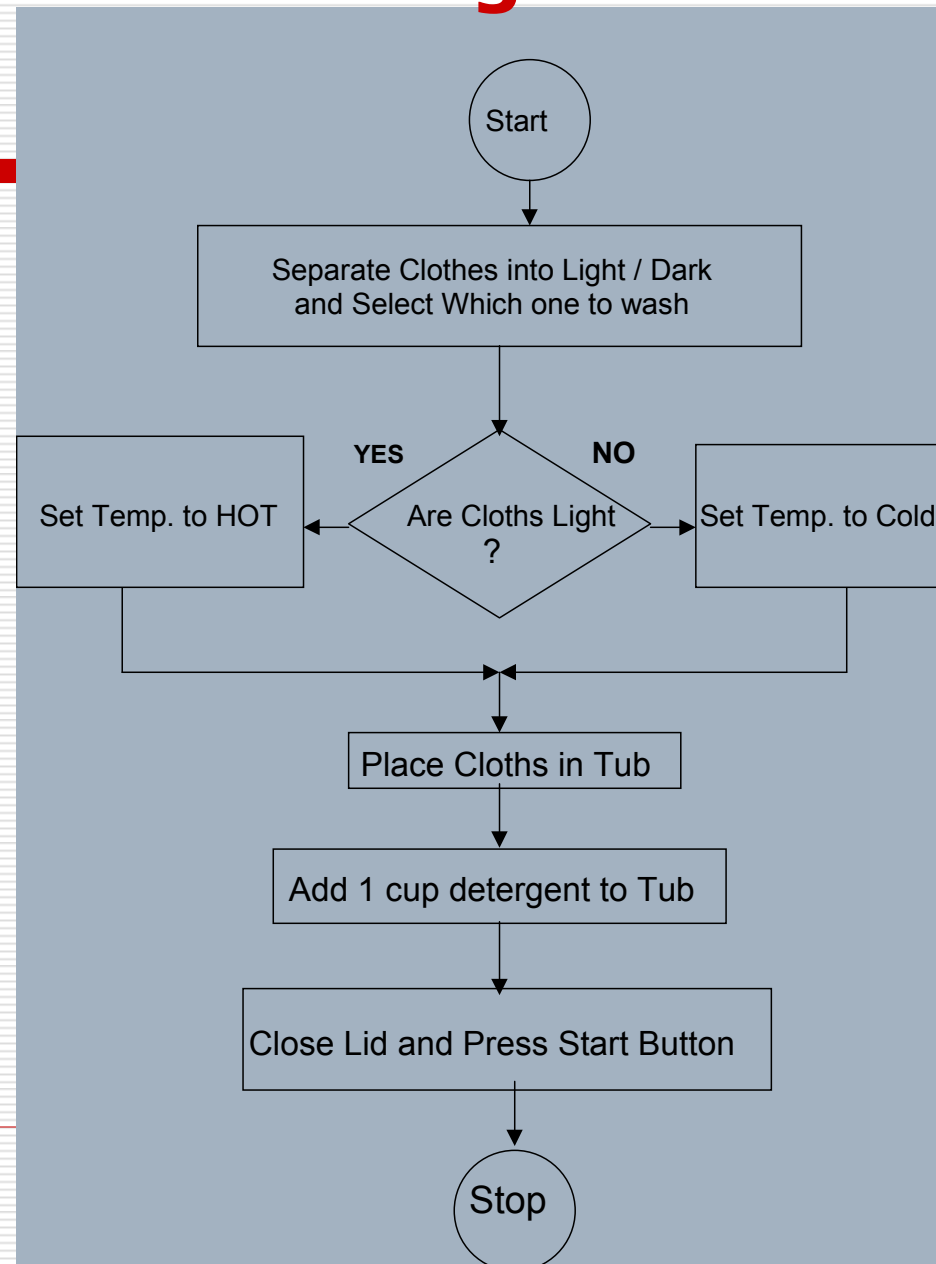 Start
Separate Clothes into Light / Dark
and Select Which one to wash
YES
NO
Set Temp. to HOT
Are Cloths Light
?
Set Temp. to Cold
Place Cloths in Tub
Add 1 cup detergent to Tub
Close Lid and Press Start Button
Stop